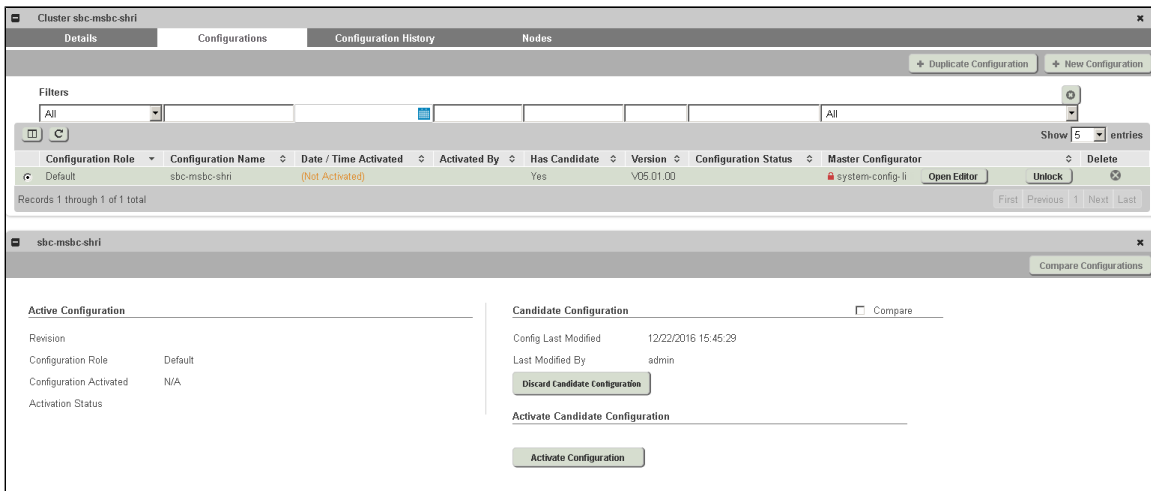 Cluster sbc-msbc-shri
Details Configurations Configuration History Nodes
+ Duplicate Configuration + New Configuration
Filters
All All
Show 5 entries
Configuration Role Configuration Name Date / Time Activated Activated By Has Candidate Version Configuration Status Master Configurator Delete
Default sbc-msbc-shri (Not Activated) Yes V05.01.00 system-config- li Open Editor Unlock
Records 1 through 1 of 1 total First Previous 1 Next Last
sbc-msbc-shri
Compare Configurations
Active Configuration
Revision
Configuration Role Default
Configuration Activated N/A
Activation Status
Candidate Configuration Compare
Config Last Modified 12/22/2016 15:45:29
Last Modified By admin
Discard Candidate Configuration
Activate Candidate Configuration
Activate Configuration